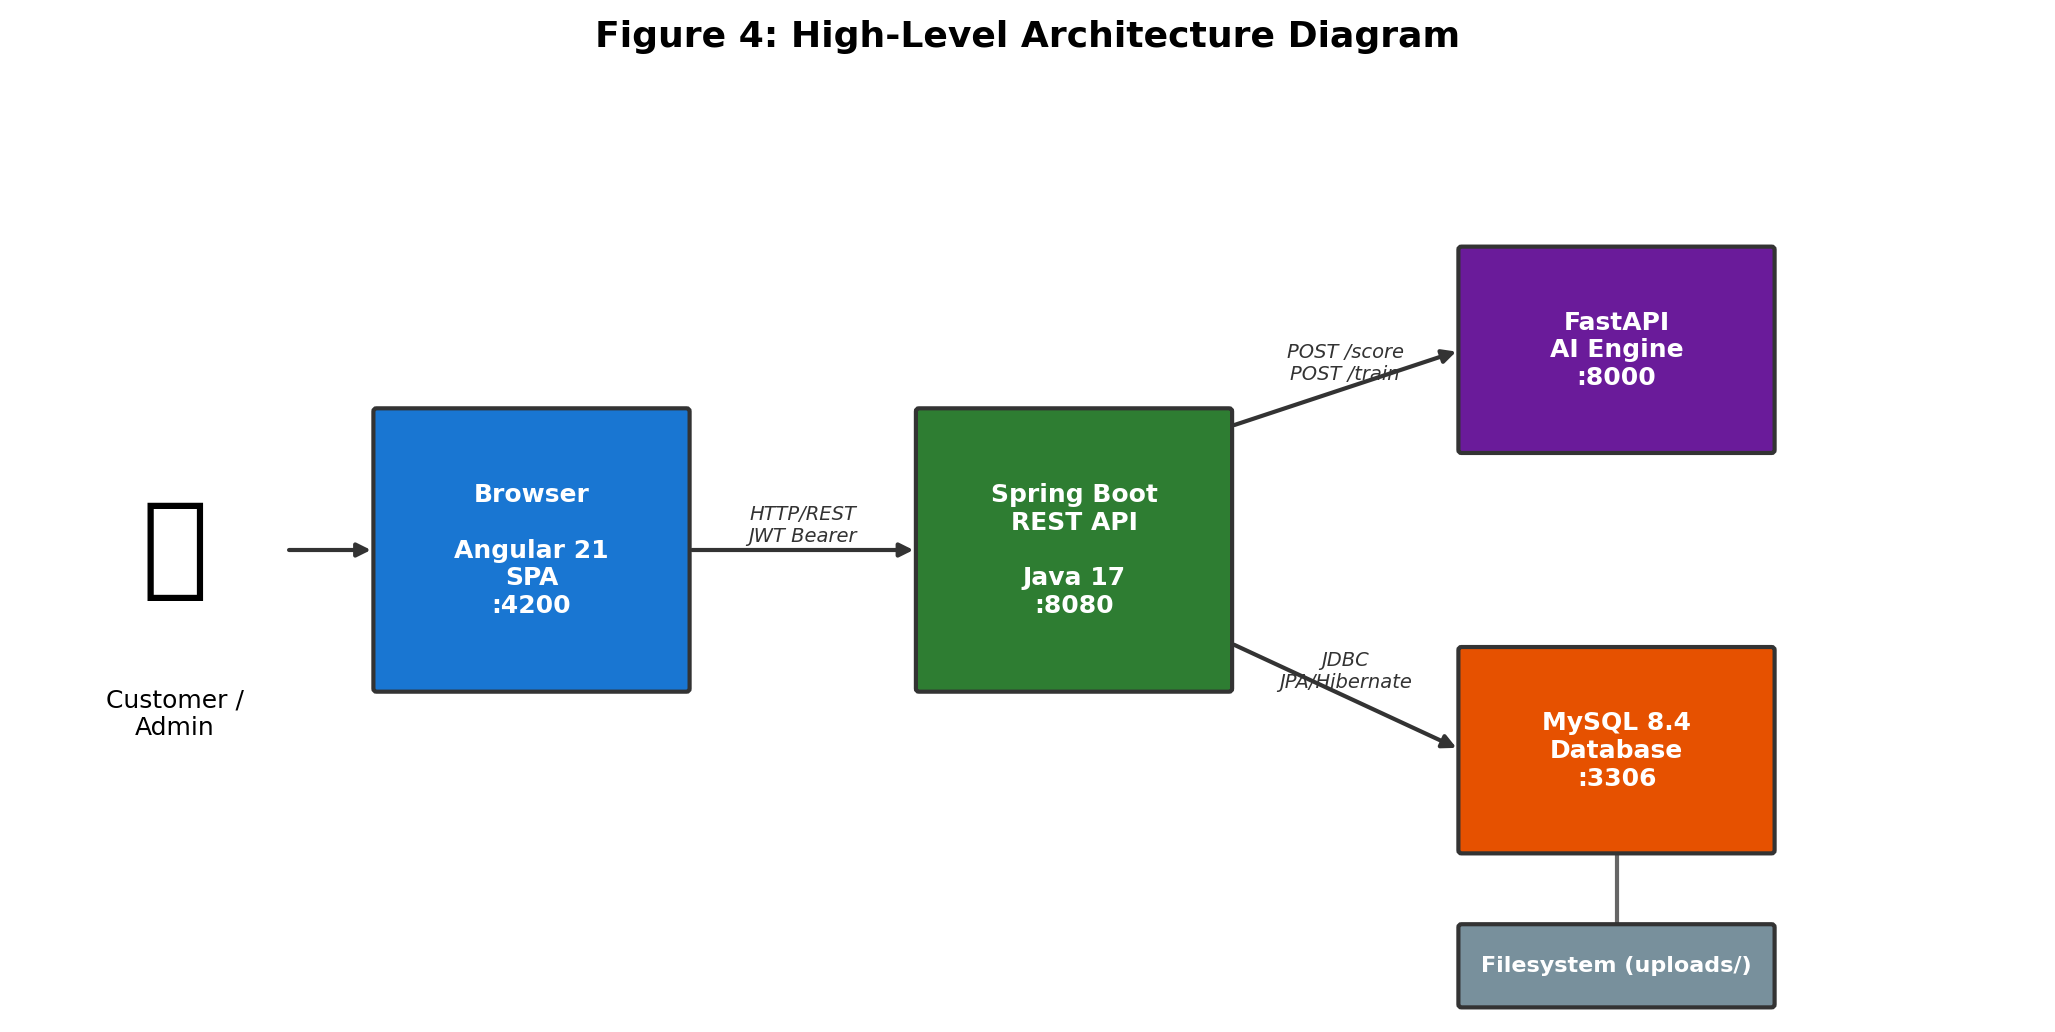 Figure 4: High-Level Architecture Diagram
Customer /
Admin
Browser
Angular 21
SPA
:4200
HTTP/REST
JWT Bearer
Spring Boot
REST API
Java 17
:8080
POST /score
POST /train
FastAPI
AI Engine
:8000
JDBC
JPA/Hibernate
MySQL 8.4
Database
:3306
Filesystem (uploads/)